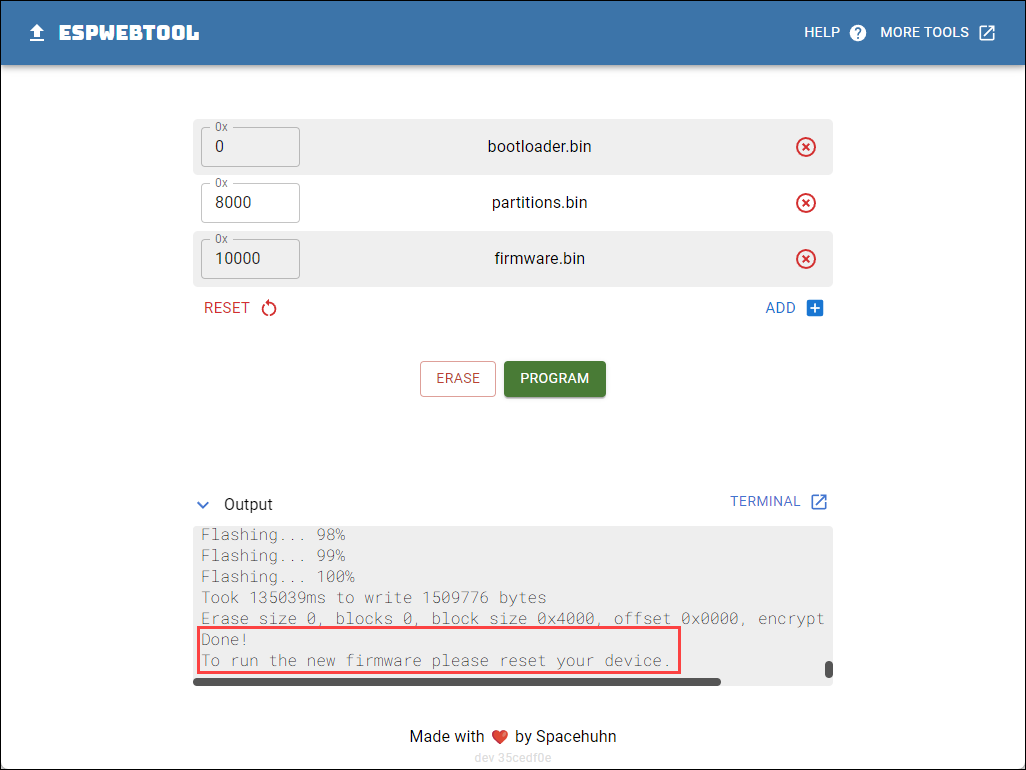 ESPWEBTOOL
HELP ? MORE TOOLS
0x
0 bootloader.bin
0x
8000 partitions.bin
0x
10000 firmware.bin
RESET ADD
ERASE PROGRAM
Output TERMINAL
Flashing... 98%
Flashing... 99%
Flashing... 100%
Took 135039ms to write 1509776 bytes
Erase size 0, blocks 0, block size 0x4000, offset 0x0000, encrypt
Done!
To run the new firmware please reset your device.
Made with ❤️ by Spacehuhn
dev 35cedf0e